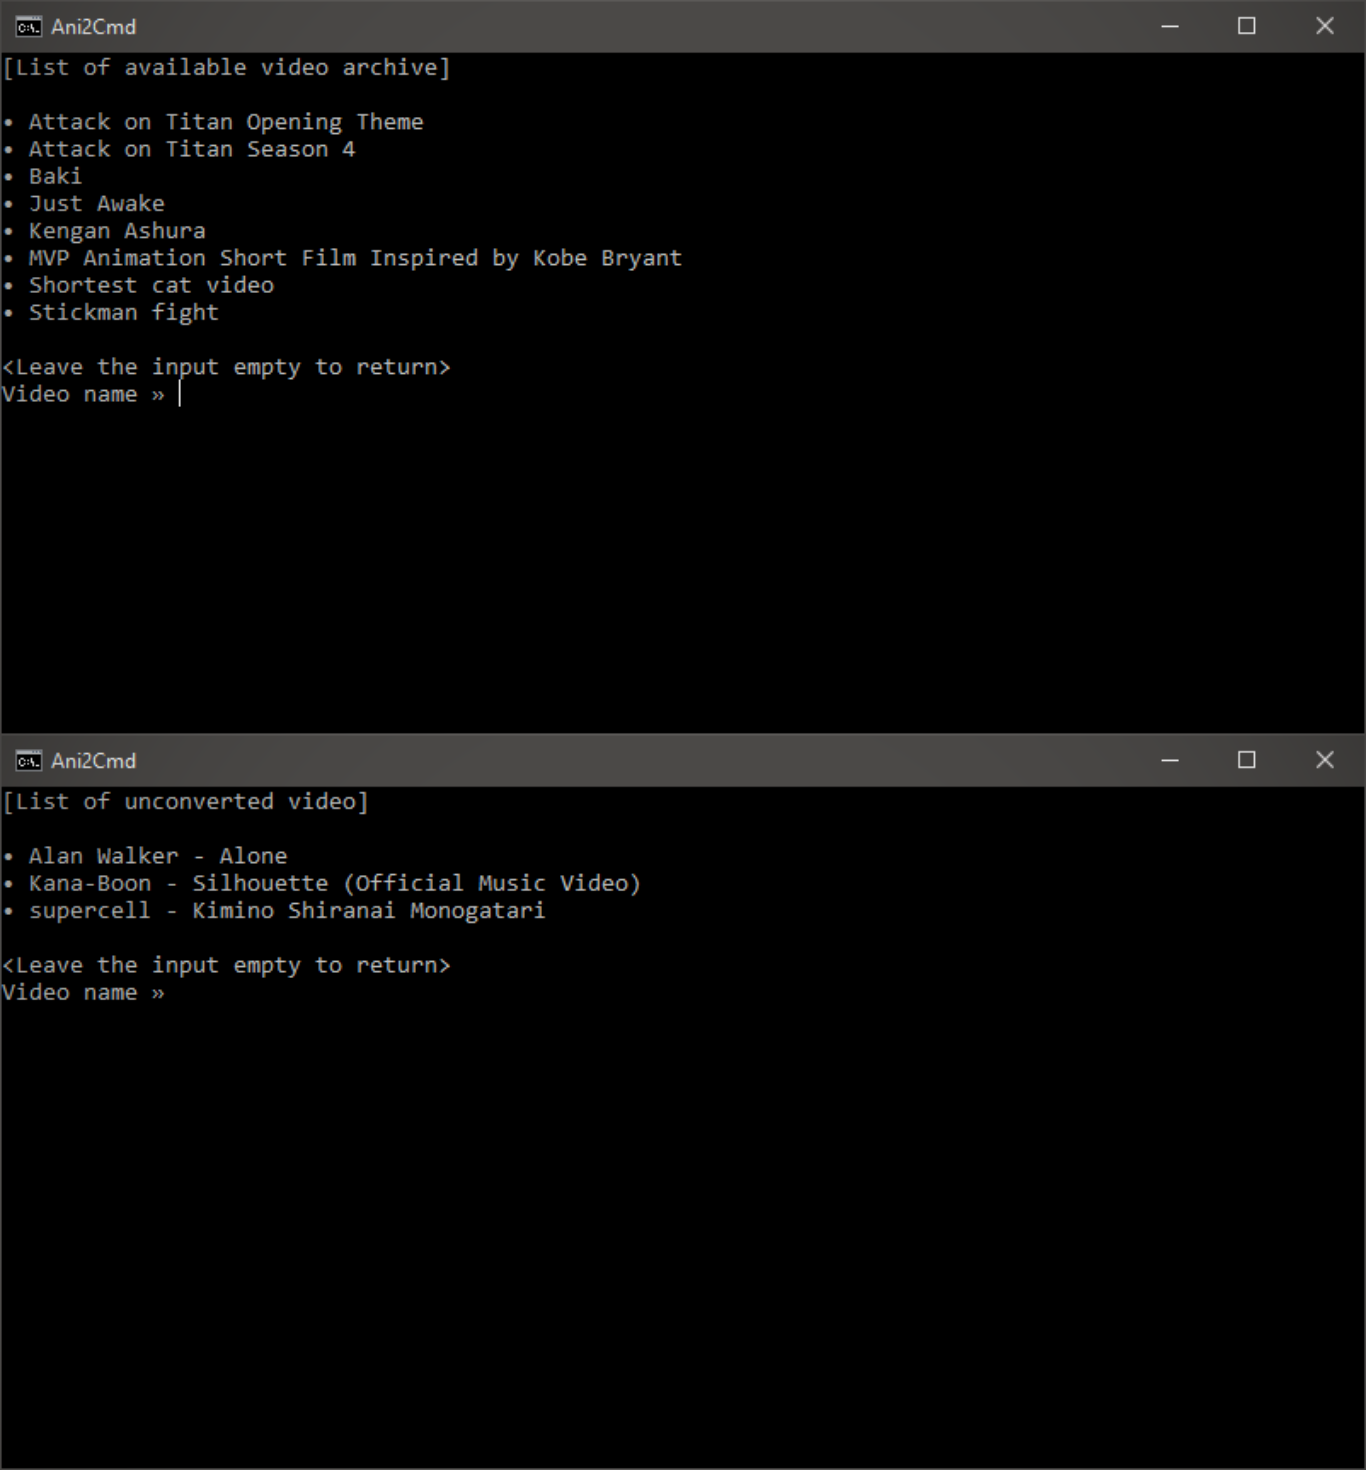 Ani2Cmd
[List of available video archive]
• Attack on Titan Opening Theme
• Attack on Titan Season 4
• Baki
• Just Awake
• Kengan Ashura
• MVP Animation Short Film Inspired by Kobe Bryant
• Shortest cat video
• Stickman fight
<Leave the input empty to return>
Video name »
Ani2Cmd
[List of unconverted video]
• Alan Walker - Alone
• Kana-Boon - Silhouette (Official Music Video)
• supercell - Kimino Shiranai Monogatari
<Leave the input empty to return>
Video name »